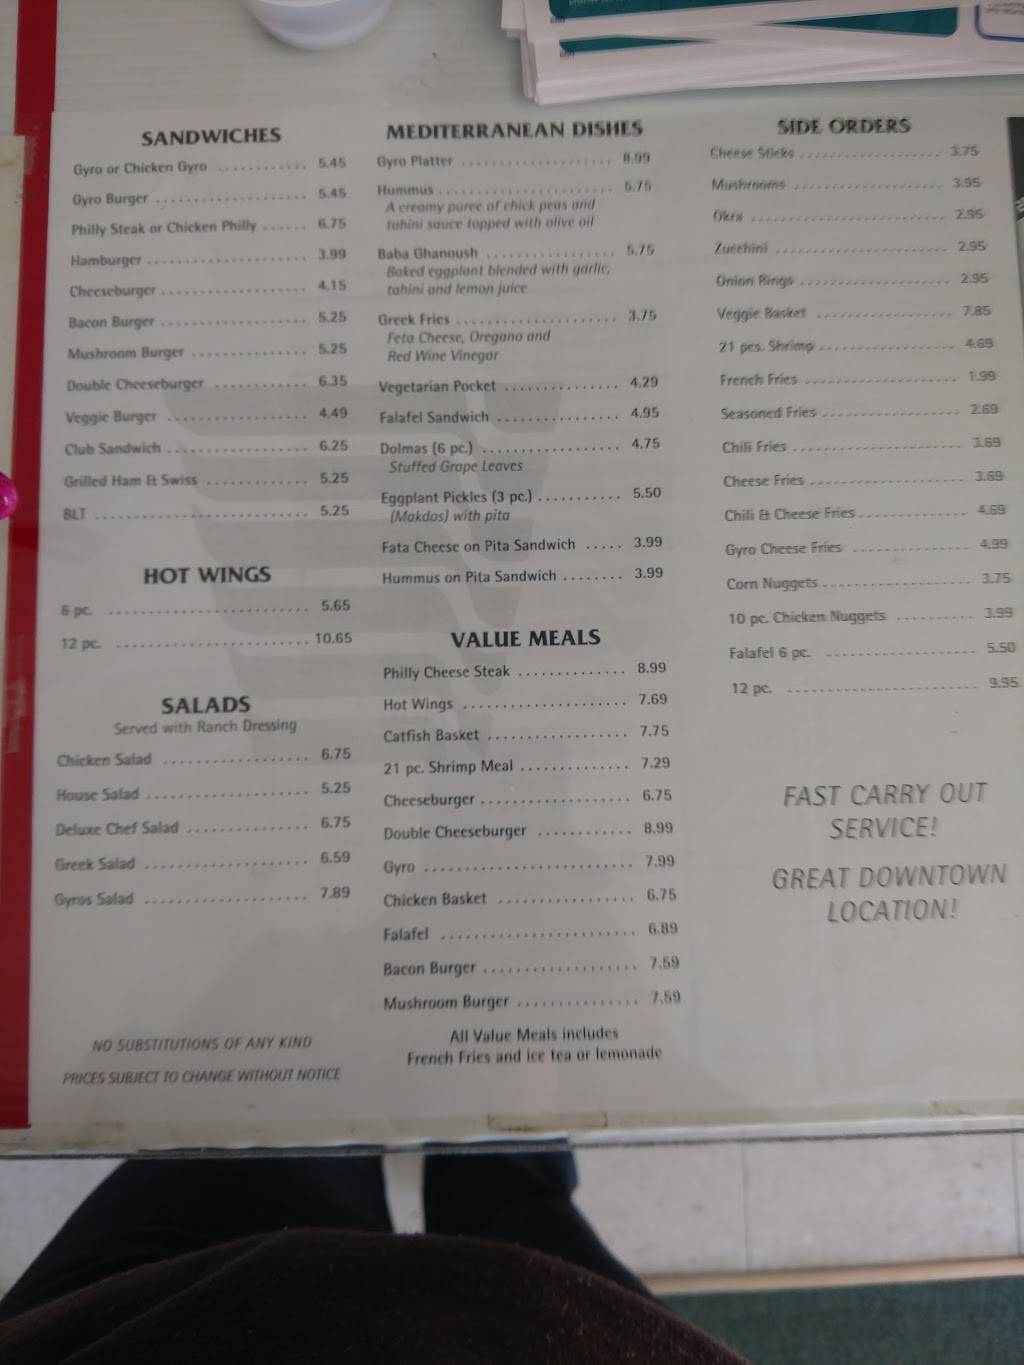 SANDWICHES
Gyro or Chicken Gyro ............ 5.45
Gyro Burger .................... 5.45
Philly Steak or Chicken Philly ...... 6.75
Hamburger ..................... 3.99
Cheeseburger ................... 4.15
Bacon Burger ................... 5.25
Mushroom Burger ............... 5.25
Double Cheeseburger ............ 6.35
Veggie Burger .................. 4.49
Club Sandwich .................. 6.25
Grilled Ham & Swiss ............. 5.25
BLT ........................... 5.25
HOT WINGS
6 pc. .......................... 5.65
12 pc. ......................... 10.65
SALADS
Served with Ranch Dressing
Chicken Salad .................. 6.75
House Salad .................... 5.25
Deluxe Chef Salad ............... 6.75
Greek Salad .................... 6.59
Gyros Salad .................... 7.89
NO SUBSTITUTIONS OF ANY KIND
PRICES SUBJECT TO CHANGE WITHOUT NOTICE
MEDITERRANEAN DISHES
Gyro Platter .................... 8.99
Hummus .......................
A creamy puree of chick peas and
tahini sauce topped with olive oil
Baba Ghanoush .................
Baked eggplant blended with garlic,
tahini and lemon juice
Greek Fries ..................... 3.75
Feta Cheese, Oregano and
Red Wine Vinegar
Vegetarian Pocket ............... 4.29
Falafel Sandwich ................ 4.95
Dolmas (6 pc.) .................. 4.75
Stuffed Grape Leaves
Eggplant Pickles (3 pc.) ........... 5.50
(Makdos) with pita
Fata Cheese on Pita Sandwich ..... 3.99
Hummus on Pita Sandwich ........ 3.99
VALUE MEALS
Philly Cheese Steak .............. 8.99
Hot Wings ..................... 7.69
Catfish Basket .................. 7.75
21 pc. Shrimp Meal .............. 7.29
Cheeseburger ................... 6.75
Double Cheeseburger ............ 8.99
Gyro .......................... 7.99
Chicken Basket ................. 6.75
Falafel ........................ 6.89
Bacon Burger ................... 7.59
Mushroom Burger ............... 7.59
All Value Meals includes
French Fries and ice tea or lemonade
SIDE ORDERS
Cheese Sticks ................... 3.75
Mushrooms .................... 3.95
Okra ......................... 2.95
Zucchini ....................... 2.95
Onion Rings .................... 2.95
Veggie Basket .................. 7.85
21 pcs. Shrimp .................. 4.69
French Fries .................... 1.99
Seasoned Fries .................. 2.69
Chili Fries ...................... 3.69
Cheese Fries .................... 3.69
Chili & Cheese Fries .............. 4.69
Gyro Cheese Fries ............... 4.99
Corn Nuggets ................... 3.75
10 pc. Chicken Nuggets .......... 3.99
Falafel 6 pc. ................... 5.50
12 pc. ........................ 9.95
FAST CARRY OUT
SERVICE!
GREAT DOWNTOWN
LOCATION!